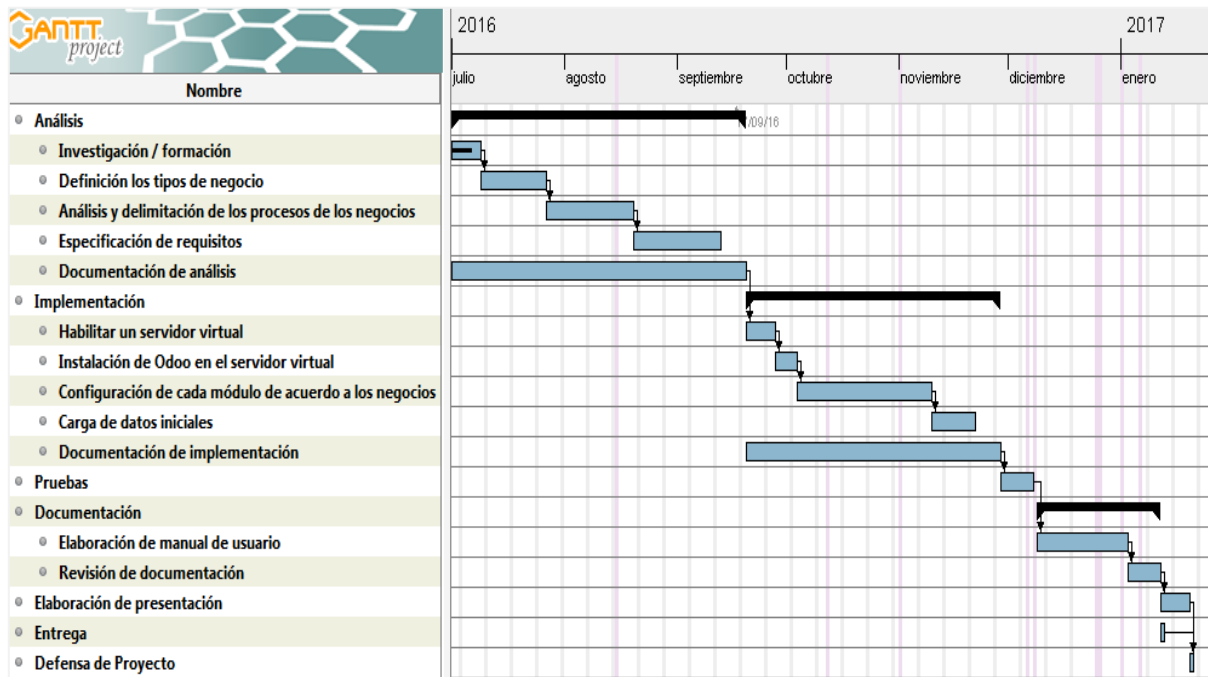 GANTT
project
2016
2017
julio
agosto
septiembre
octubre
noviembre
diciembre
enero
Nombre
Análisis
/09/16
Investigación / formación
Definición los tipos de negocio
Análisis y delimitación de los procesos de los negocios
Especificación de requisitos
Documentación de análisis
Implementación
Habilitar un servidor virtual
Instalación de Odoo en el servidor virtual
Configuración de cada módulo de acuerdo a los negocios
Carga de datos iniciales
Documentación de implementación
Pruebas
Documentación
Elaboración de manual de usuario
Revisión de documentación
Elaboración de presentación
Entrega
Defensa de Proyecto